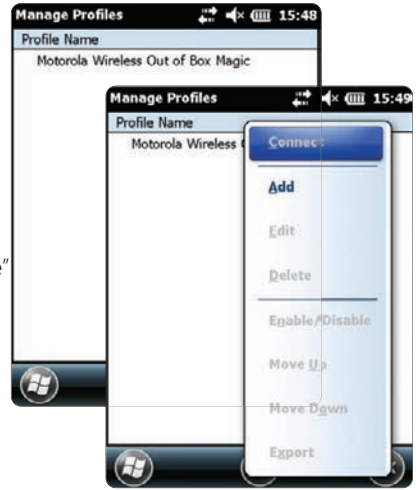 Manage Profiles 15:48
Profile Name
Motorola Wireless Out of Box Magic
Manage Profiles 15:49
Profile Name
Motorola Wireless
Connect
Add
Edit
Delete
Enable/Disable
Move Up
Move Down
Export